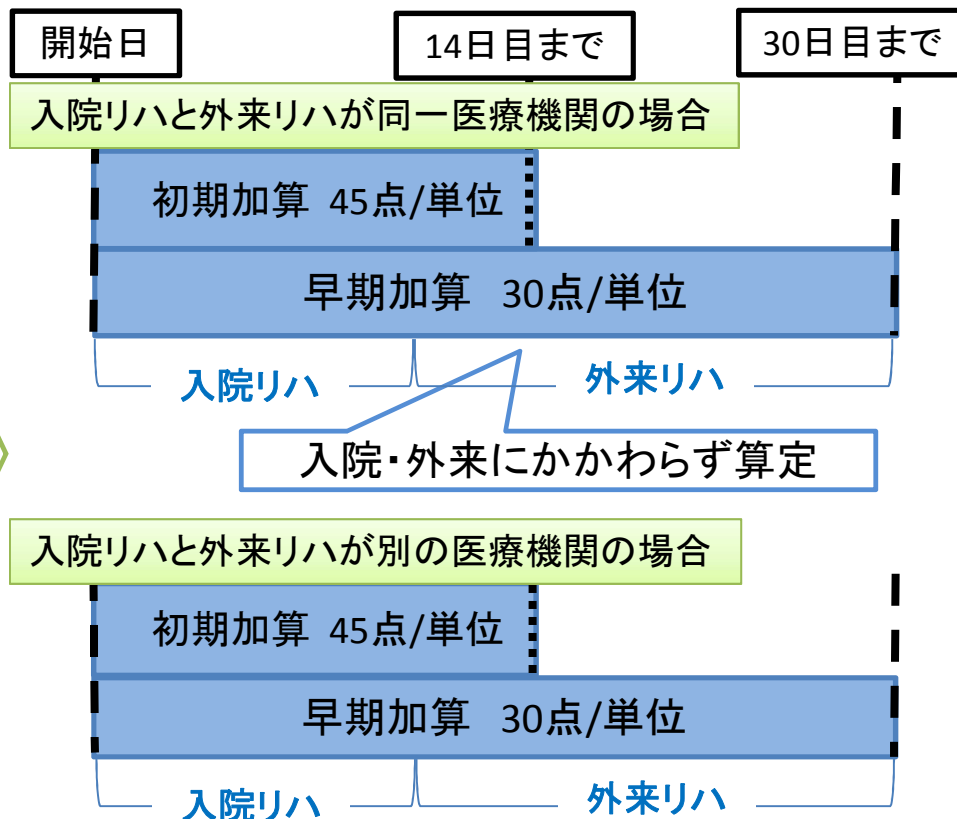 開始日
14日目まで
30日目まで
入院リハと外来リハが同一医療機関の場合
初期加算 45点/単位
早期加算 30点/単位
入院リハ
外来リハ
入院・外来にかかわらず算定
入院リハと外来リハが別の医療機関の場合
初期加算 45点/単位
早期加算 30点/単位
入院リハ
外来リハ